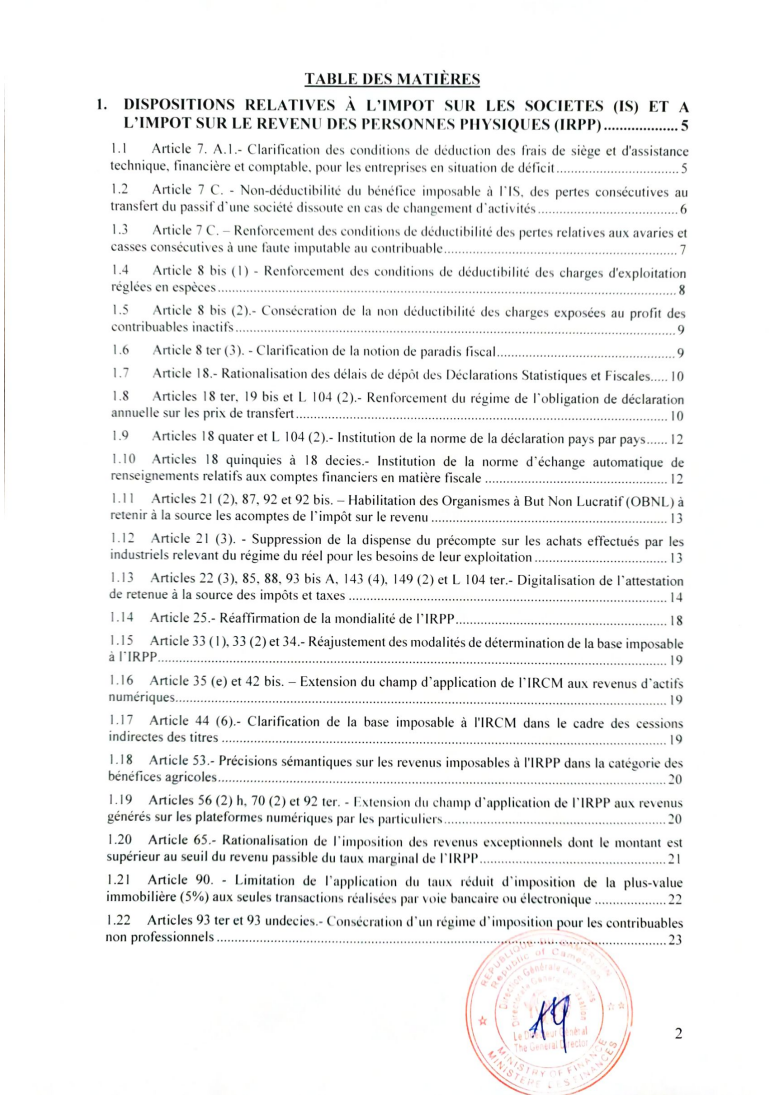 TABLE DES MATIÈRES
1. DISPOSITIONS RELATIVES À L'IMPOT SUR LES SOCIETES (IS) ET A
L'IMPOT SUR LE REVENU DES PERSONNES PHYSIQUES (IRPP)...................5
1.1 Article 7. A.1.- Clarification des conditions de déduction des frais de siège et d'assistance
technique, financière et comptable, pour les entreprises en situation de déficit..............................5
1.2 Article 7 C. - Non-déductibilité du bénéfice imposable à l'IS, des pertes consécutives au
transfert du passif d'une société dissoute en cas de changement d'activités..................................6
1.3 Article 7 C. – Renforcement des conditions de déductibilité des pertes relatives aux avaries et
casses consécutives à une faute imputable au contribuable..........................................................7
1.4 Article 8 bis (1) - Renforcement des conditions de déductibilité des charges d'exploitation
réglées en espèces....................................................................................................8
1.5 Article 8 bis (2).- Consécration de la non déductibilité des charges exposées au profit des
contribuables inactifs................................................................................................9
1.6 Article 8 ter (3). - Clarification de la notion de paradis fiscal............................................9
1.7 Article 18.- Rationalisation des délais de dépôt des Déclarations Statistiques et Fiscales..... 10
1.8 Articles 18 ter, 19 bis et L 104 (2).- Renforcement du régime de l'obligation de déclaration
annuelle sur les prix de transfert.................................................................................10
1.9 Articles 18 quater et L 104 (2).- Institution de la norme de la déclaration pays par pays...... 12
1.10 Articles 18 quinquies à 18 decies.- Institution de la norme d'échange automatique de
renseignements relatifs aux comptes financiers en matière fiscale ............................................ 12
1.11 Articles 21 (2), 87, 92 et 92 bis. – Habilitation des Organismes à But Non Lucratif (OBNL) à
retenir à la source les acomptes de l'impôt sur le revenu ........................................................ 13
1.12 Article 21 (3). - Suppression de la dispense du précompte sur les achats effectués par les
industriels relevant du régime du réel pour les besoins de leur exploitation ................................. 13
1.13 Articles 22 (3), 85, 88, 93 bis A, 143 (4), 149 (2) et L 104 ter.- Digitalisation de l'attestation
de retenue à la source des impôts et taxes ....................................................................... 14
1.14 Article 25.- Réaffirmation de la mondialité de l'IRPP.................................................... 18
1.15 Article 33 (1), 33 (2) et 34.- Réajustement des modalités de détermination de la base imposable
à l'IRPP................................................................................................................ 19
1.16 Article 35 (e) et 42 bis. – Extension du champ d'application de l'IRCM aux revenus d'actifs
numériques............................................................................................................ 19
1.17 Article 44 (6).- Clarification de la base imposable à l'IRCM dans le cadre des cessions
indirectes des titres ................................................................................................. 19
1.18 Article 53.- Précisions sémantiques sur les revenus imposables à l'IRPP dans la catégorie des
bénéfices agricoles...................................................................................................20
1.19 Articles 56 (2) h, 70 (2) et 92 ter. - Extension du champ d'application de l'IRPP aux revenus
générés sur les plateformes numériques par les particuliers......................................................20
1.20 Article 65.- Rationalisation de l'imposition des revenus exceptionnels dont le montant est
supérieur au seuil du revenu passible du taux marginal de l'IRPP..............................................21
1.21 Article 90. - Limitation de l'application du taux réduit d'imposition de la plus-value
immobilière (5%) aux seules transactions réalisées par voie bancaire ou électronique ..................22
1.22 Articles 93 ter et 93 undecies.- Consécration d'un régime d'imposition pour les contribuables
non professionnels ..................................................................................................23
REPUBLIQUE DU CAMEROUN
Republic of Cameroon
Direction Générale des Impôts
Le Directeur Général
The General Director
MINISTRY OF FINANCE
MINISTERE DES FINANCES
2